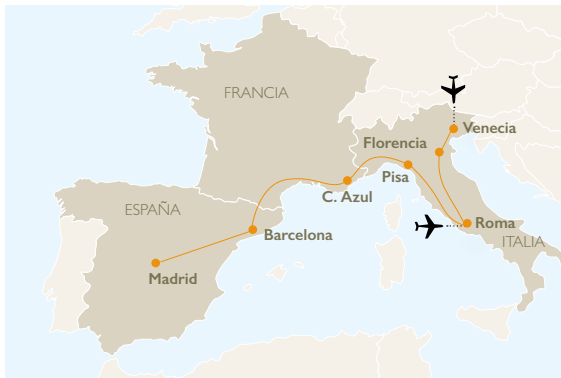 FRANCIA
Venecia
Florencia
Pisa
C. Azul
ESPAÑA
Roma
Barcelona
ITALIA
Madrid